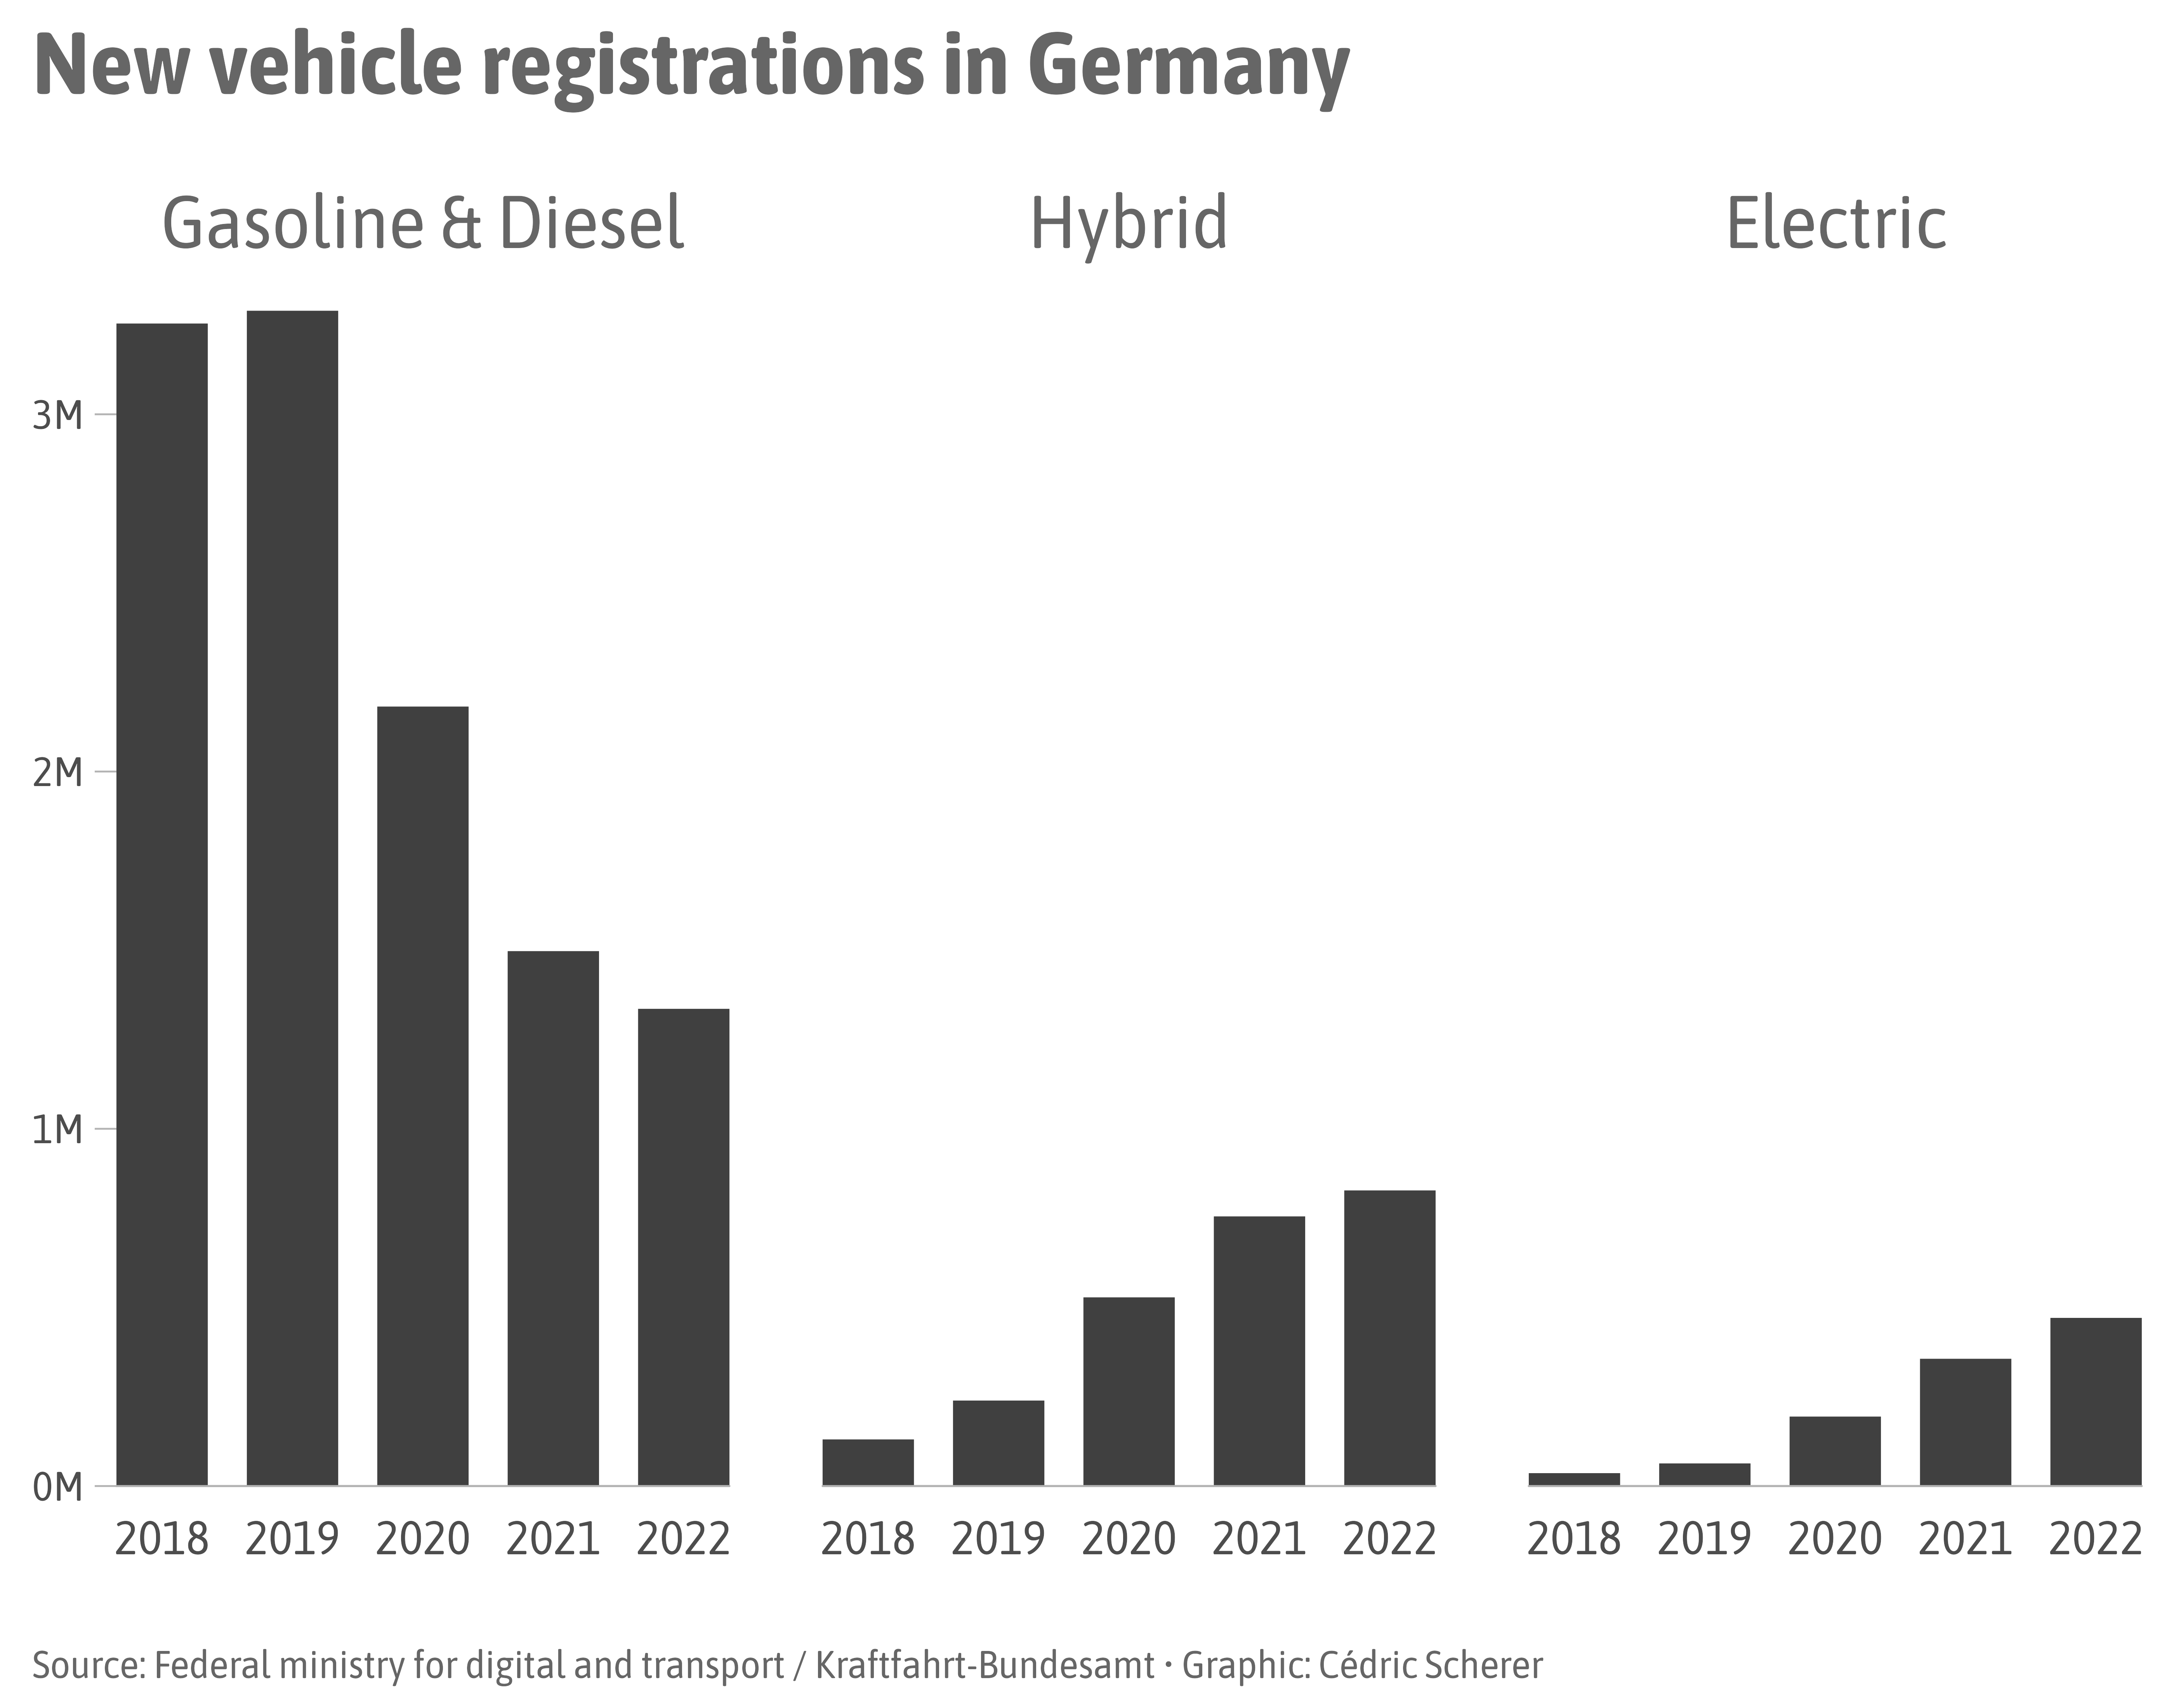 New vehicle registrations in Germany
Gasoline & Diesel
Hybrid
Electric
3M
2M
1M
0M
2018 2019 2020 2021 2022
2018 2019 2020 2021 2022
2018 2019 2020 2021 2022
Source: Federal ministry for digital and transport / Kraftfahrt-Bundesamt • Graphic: Cédric Scherer